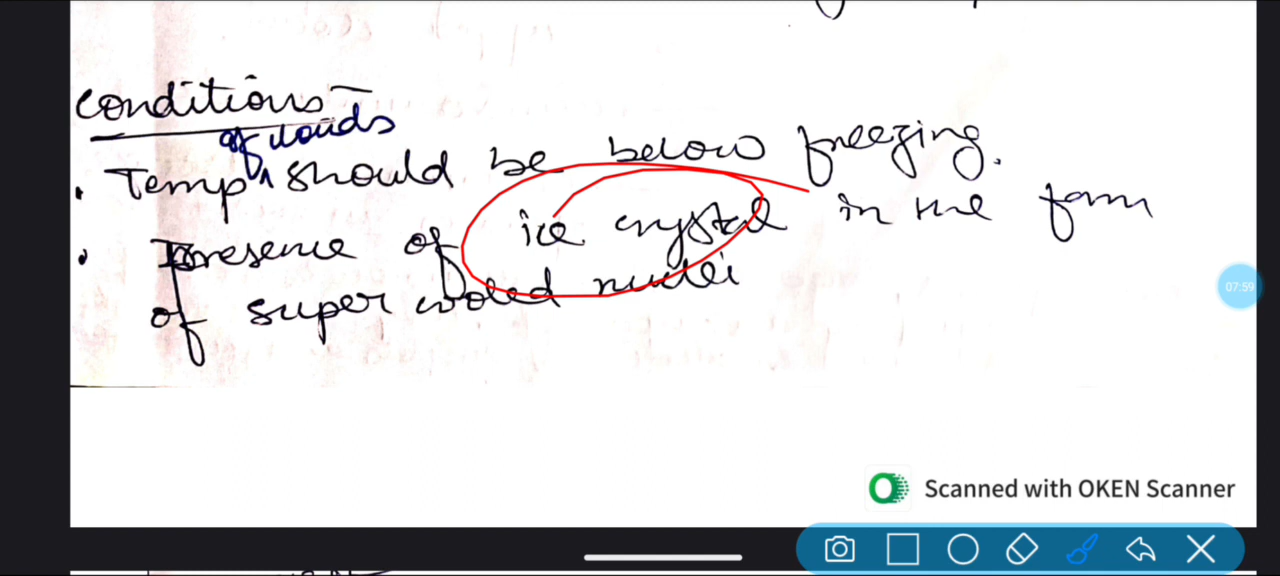 conditions -
of clouds
. Temp ^ should be below freezing.
. Presence of ice crystal in the form
of super cooled nuclei
07:59
Scanned with OKEN Scanner